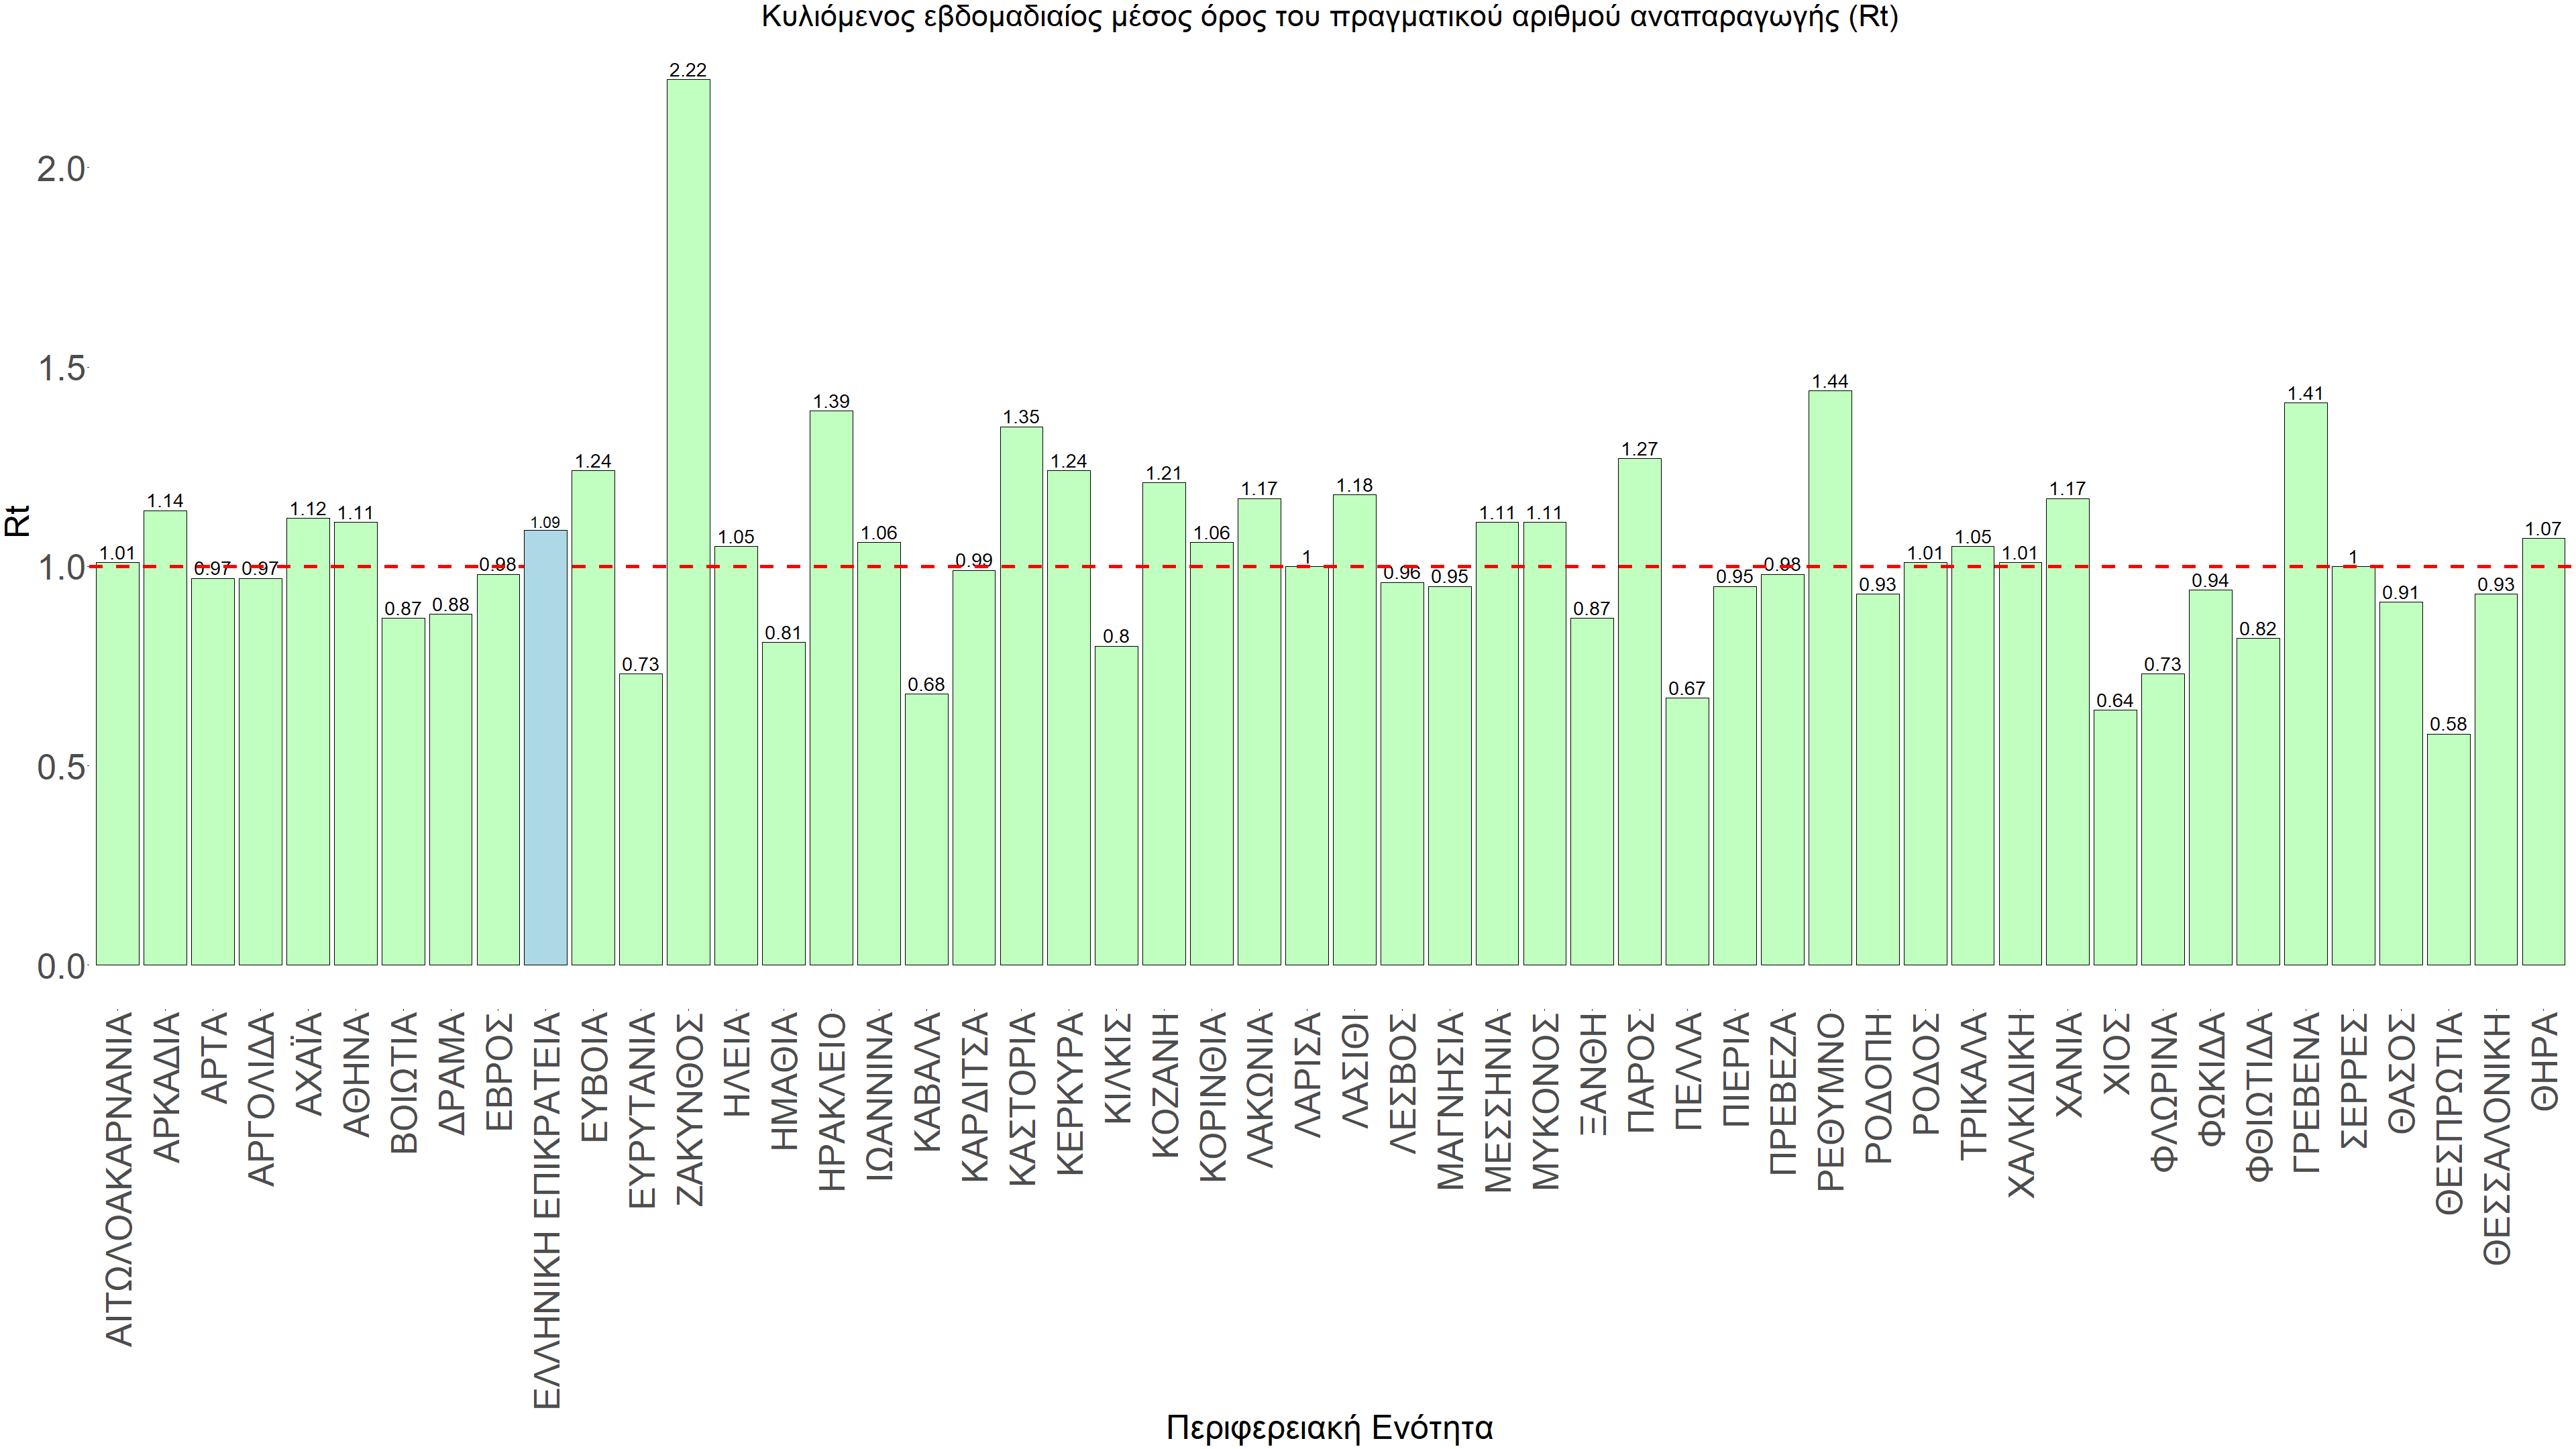 Κυλιόμενος εβδομαδιαίος μέσος όρος του πραγματικού αριθμού αναπαραγωγής (Rt)
Rt
2.0
1.5
1.0
0.5
0.0
1.01
1.14
0.97
0.97
1.12
1.11
0.87
0.88
0.98
1.09
1.24
0.73
2.22
1.05
0.81
1.39
1.06
0.68
0.99
1.35
1.24
0.8
1.21
1.06
1.17
1
1.18
0.96
0.95
1.11
1.11
0.87
1.27
0.67
0.95
0.98
1.44
0.93
1.01
1.05
1.01
1.17
0.64
0.73
0.94
0.82
1.41
1
0.91
0.58
0.93
1.07
ΑΙΤΩΛΟΑΚΑΡΝΑΝΙΑ
ΑΡΚΑΔΙΑ
ΑΡΤΑ
ΑΡΓΟΛΙΔΑ
ΑΧΑΪΑ
ΑΘΗΝΑ
ΒΟΙΩΤΙΑ
ΔΡΑΜΑ
ΕΒΡΟΣ
ΕΛΛΗΝΙΚΗ ΕΠΙΚΡΑΤΕΙΑ
ΕΥΒΟΙΑ
ΕΥΡΥΤΑΝΙΑ
ΖΑΚΥΝΘΟΣ
ΗΛΕΙΑ
ΗΜΑΘΙΑ
ΗΡΑΚΛΕΙΟ
ΙΩΑΝΝΙΝΑ
ΚΑΒΑΛΑ
ΚΑΡΔΙΤΣΑ
ΚΑΣΤΟΡΙΑ
ΚΕΡΚΥΡΑ
ΚΙΛΚΙΣ
ΚΟΖΑΝΗ
ΚΟΡΙΝΘΙΑ
ΛΑΚΩΝΙΑ
ΛΑΡΙΣΑ
ΛΑΣΙΘΙ
ΛΕΣΒΟΣ
ΜΑΓΝΗΣΙΑ
ΜΕΣΣΗΝΙΑ
ΜΥΚΟΝΟΣ
ΞΑΝΘΗ
ΠΑΡΟΣ
ΠΕΛΛΑ
ΠΙΕΡΙΑ
ΠΡΕΒΕΖΑ
ΡΕΘΥΜΝΟ
ΡΟΔΟΠΗ
ΡΟΔΟΣ
ΤΡΙΚΑΛΑ
ΧΑΛΚΙΔΙΚΗ
ΧΑΝΙΑ
ΧΙΟΣ
ΦΛΩΡΙΝΑ
ΦΩΚΙΔΑ
ΦΘΙΩΤΙΔΑ
ΓΡΕΒΕΝΑ
ΣΕΡΡΕΣ
ΘΑΣΟΣ
ΘΕΣΠΡΩΤΙΑ
ΘΕΣΣΑΛΟΝΙΚΗ
ΘΗΡΑ
Περιφερειακή Ενότητα